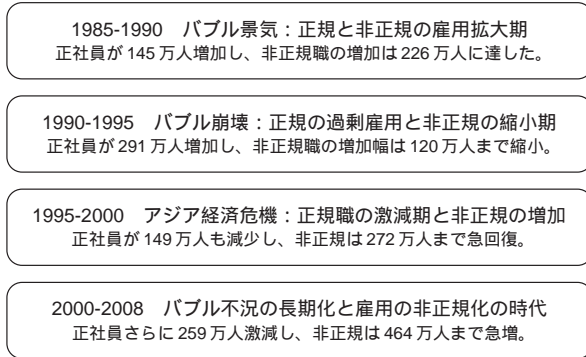 1985-1990　バブル景気：正規と非正規の雇用拡大期
正社員が 145 万人増加し、非正規職の増加は 226 万人に達した。
1990-1995　バブル崩壊：正規の過剰雇用と非正規の縮小期
正社員が 291 万人増加し、非正規職の増加幅は 120 万人まで縮小。
1995-2000　アジア経済危機：正規職の激減期と非正規の増加
正社員が 149 万人も減少し、非正規は 272 万人まで急回復。
2000-2008　バブル不況の長期化と雇用の非正規化の時代
正社員さらに 259 万人激減し、非正規は 464 万人まで急増。